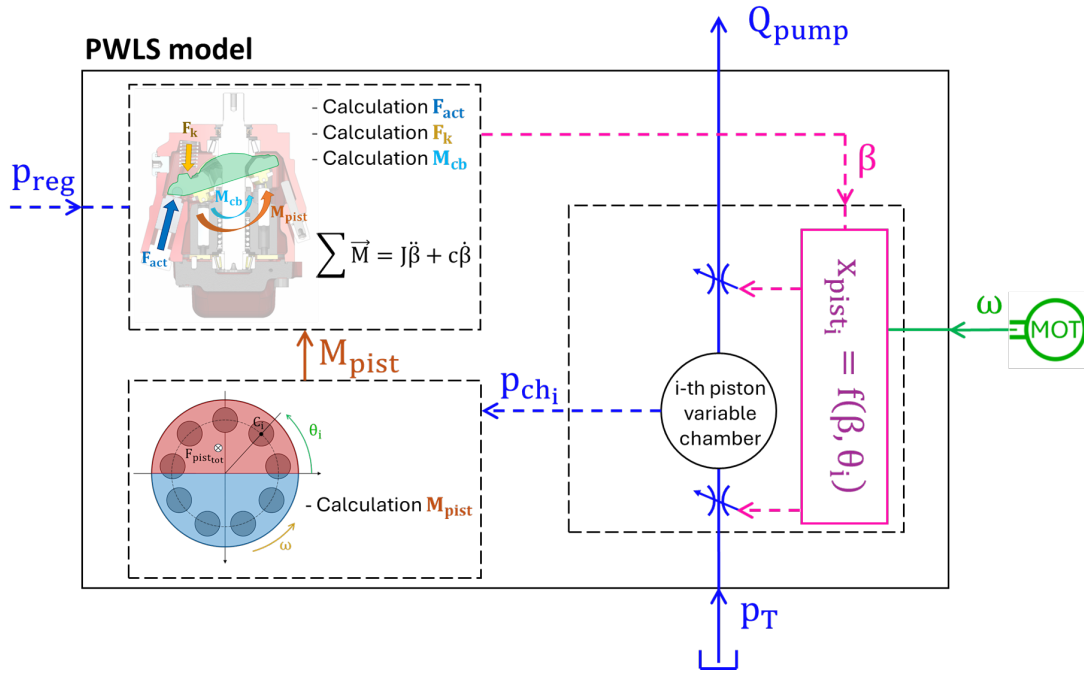 Q_pump
PWLS model
- Calculation F_act
- Calculation F_k
- Calculation M_cb
F_k
M_cb
M_pist
F_act
∑ M⃗ = Jβ̈ + cβ̇
p_reg
β
x_pist_i = f(β, θ_i)
ω
MOT
M_pist
p_ch_i
i-th piston
variable
chamber
C_i
θ_i
F_pist_tot
- Calculation M_pist
ω
p_T